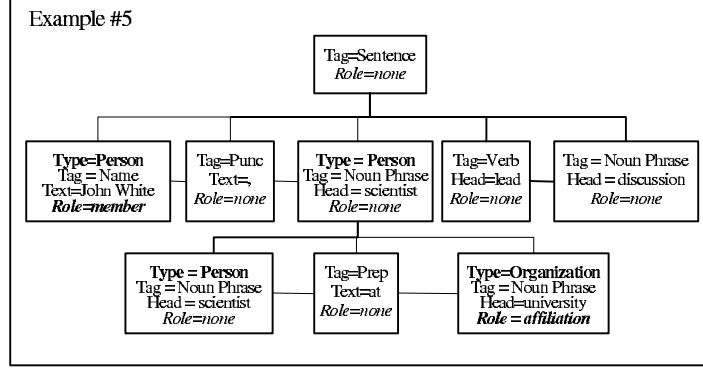 Example #5
Tag=Sentence
Role=none
Type=Person
Tag = Name
Text=John White
Role=member
Tag=Punc
Text=,
Role=none
Type = Person
Tag = Noun Phrase
Head = scientist
Role=none
Tag=Verb
Head=lead
Role=none
Tag = Noun Phrase
Head = discussion
Role=none
Type = Person
Tag = Noun Phrase
Head = scientist
Role=none
Tag=Prep
Text=at
Role=none
Type=Organization
Tag = Noun Phrase
Head=university
Role = affiliation